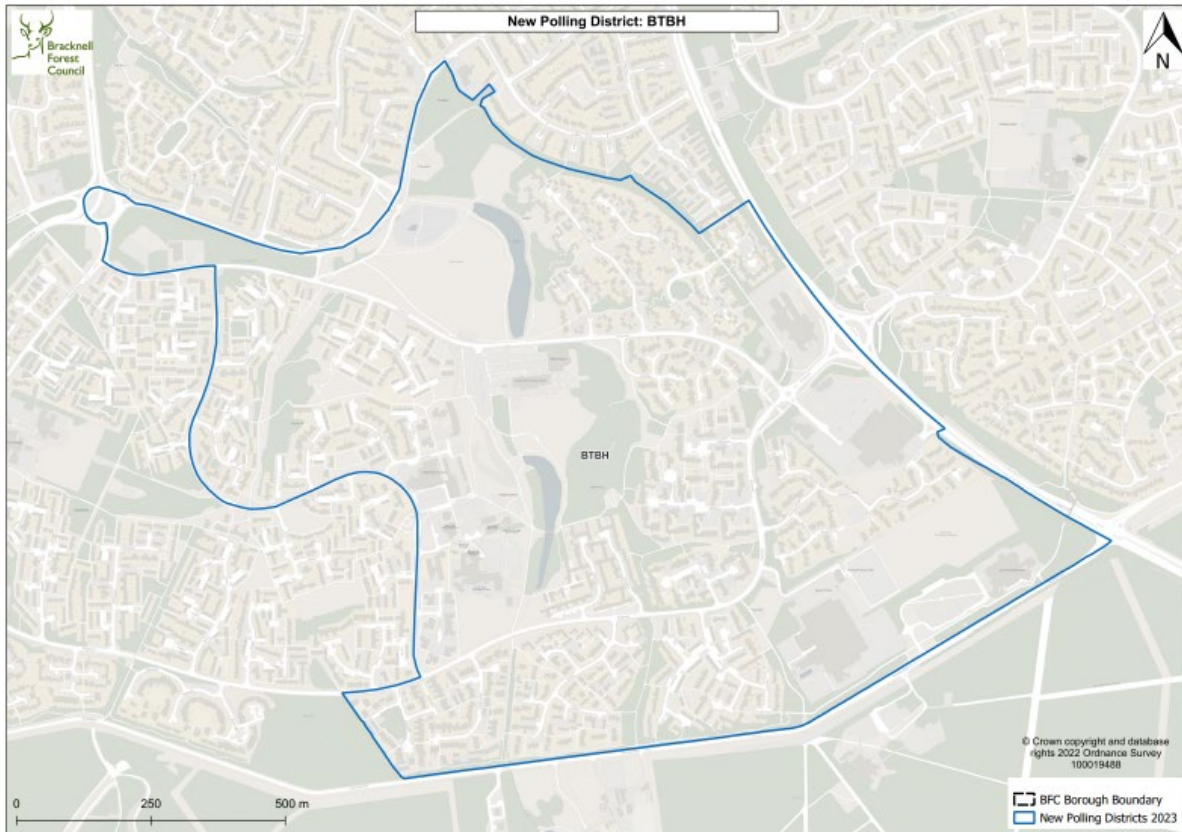 New Polling District: BTBH
Bracknell
Forest
Council
N
BTBH
© Crown copyright and database
rights 2022 Ordnance Survey
100019488
0 250 500 m
BFC Borough Boundary
New Polling Districts 2023